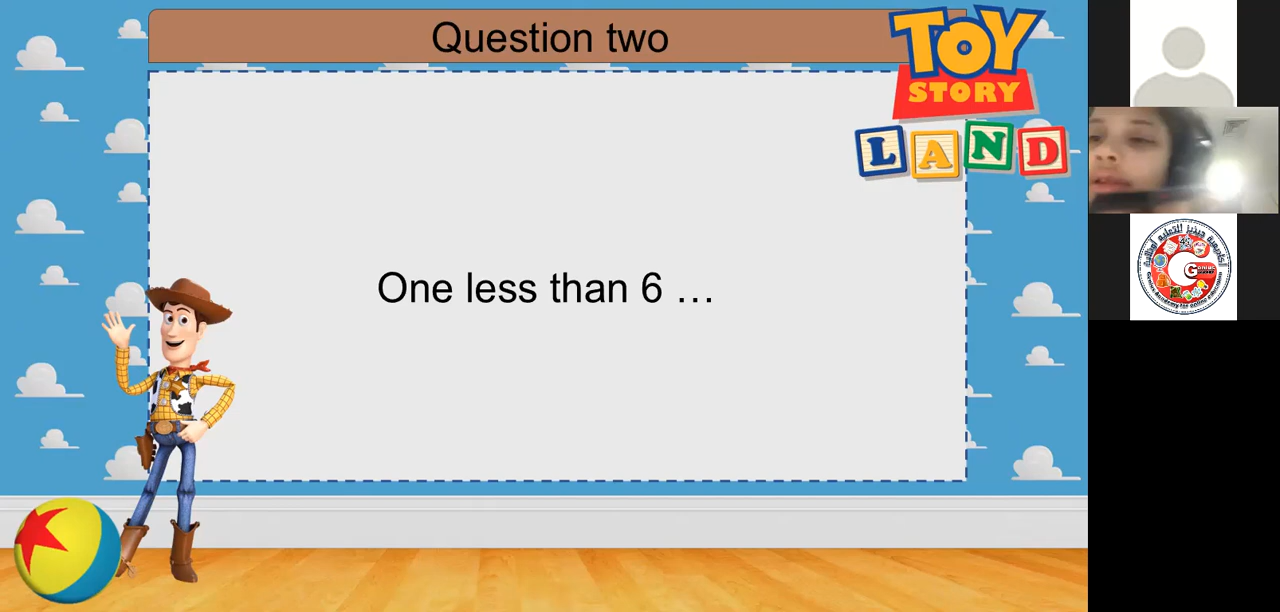 Question two
TOY
STORY
LAND
One less than 6 ...